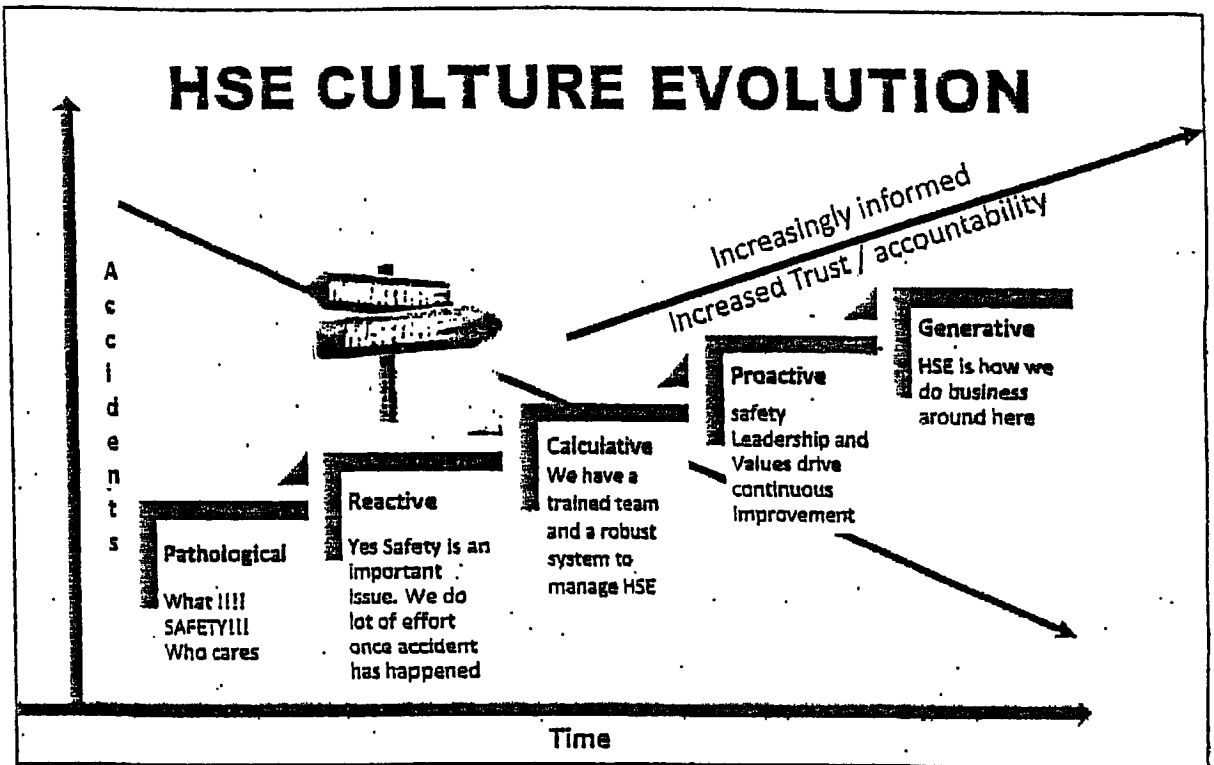 HSE CULTURE EVOLUTION
Accidents
Increasingly informed
Increased Trust / accountability
Pathological
What !!!!
SAFETY!!!
Who cares
Reactive
Yes Safety is an
important
issue. We do
lot of effort
once accident
has happened
Calculative
We have a
trained team
and a robust
system to
manage HSE
Proactive
safety
Leadership and
Values drive
continuous
improvement
Generative
HSE is how we
do business
around here
Time